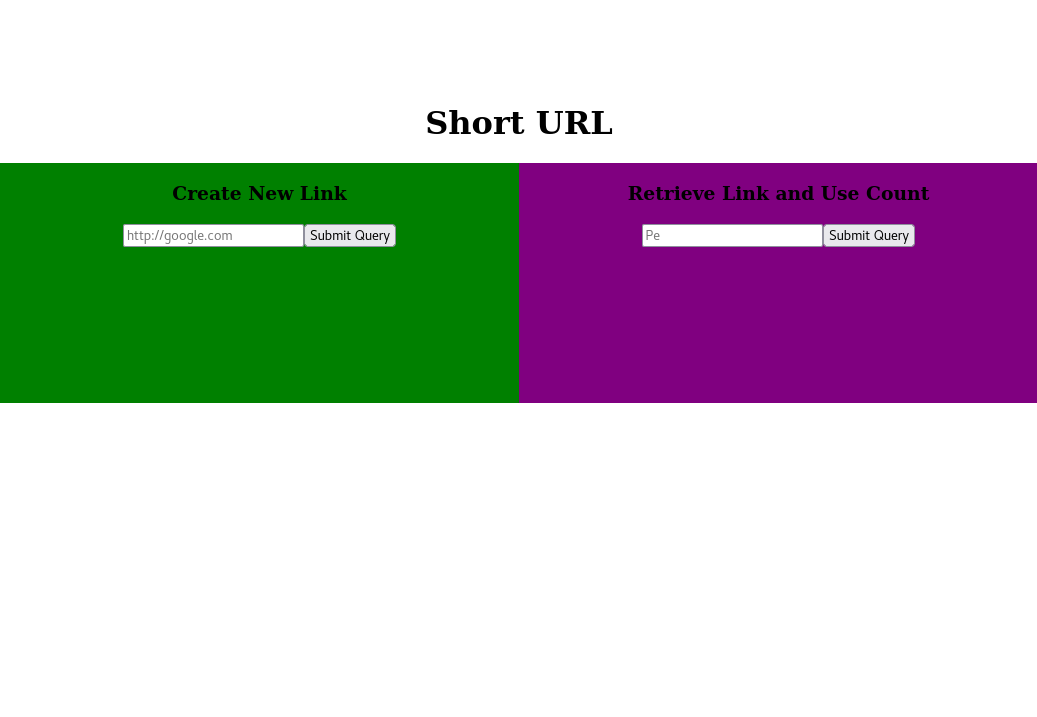 Short URL
Create New Link
http://google.com Submit Query
Retrieve Link and Use Count
Pe Submit Query